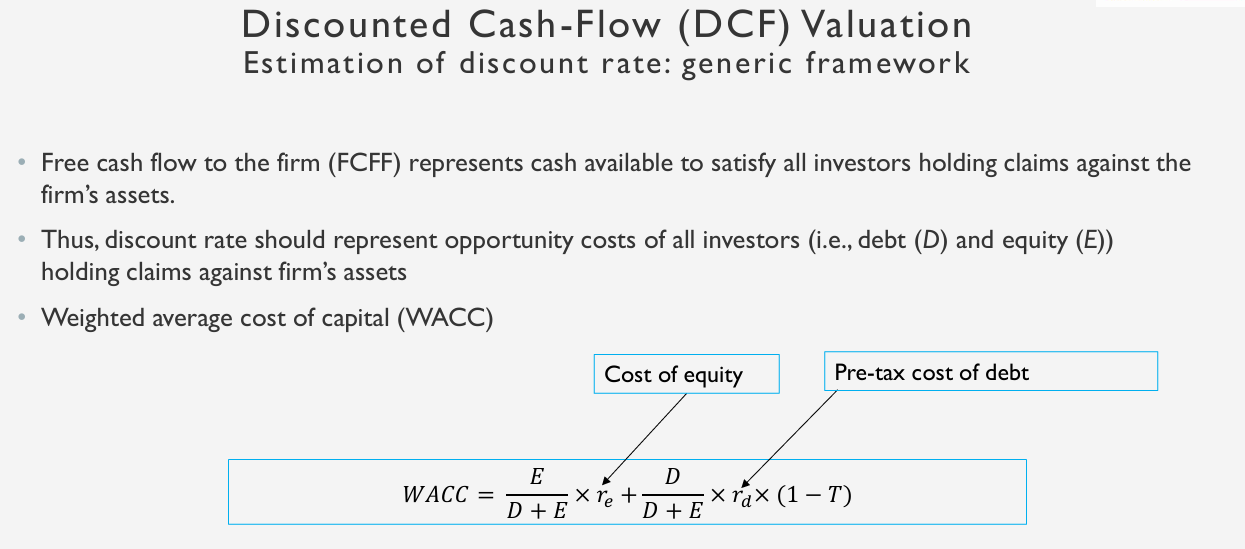 Discounted Cash-Flow (DCF) Valuation
Estimation of discount rate: generic framework
• Free cash flow to the firm (FCFF) represents cash available to satisfy all investors holding claims against the
firm's assets.
• Thus, discount rate should represent opportunity costs of all investors (i.e., debt (D) and equity (E))
holding claims against firm's assets
• Weighted average cost of capital (WACC)
Cost of equity
Pre-tax cost of debt
WACC = E/(D + E) × rₑ + D/(D + E) × r_d × (1 − T)